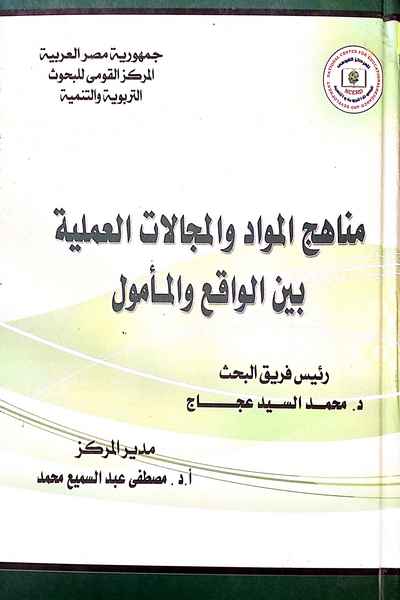 جمهورية مصر العربية
المركز القومى للبحوث
التربوية والتنمية
NCERD
مناهج المواد والمجالات العملية
بين الواقع والمأمول
رئيس فريق البحث
د. محمد السيد عجاج
مدير المركز
أ.د. مصطفى عبد السميع محمد